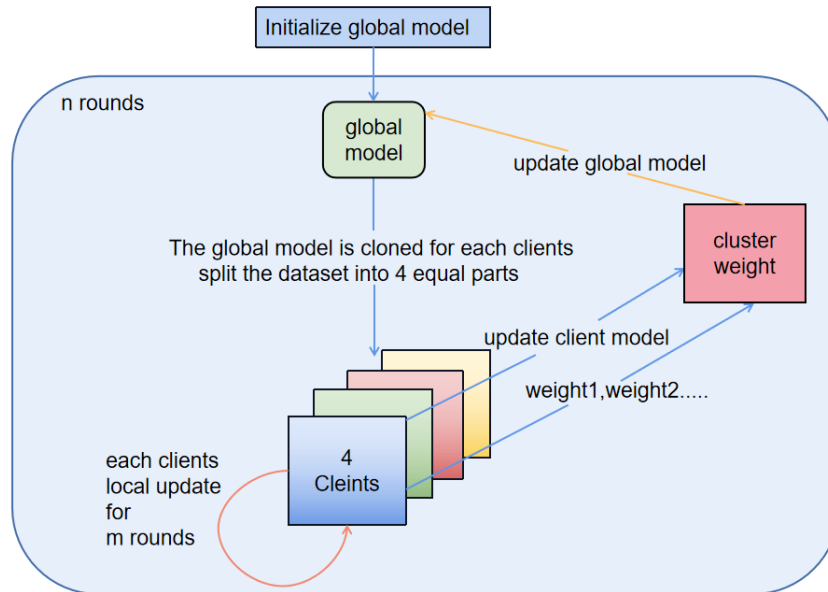 Initialize global model
n rounds
global
model
update global model
cluster
weight
The global model is cloned for each clients
split the dataset into 4 equal parts
update client model
weight1,weight2.....
4
Cleints
each clients
local update
for
m rounds